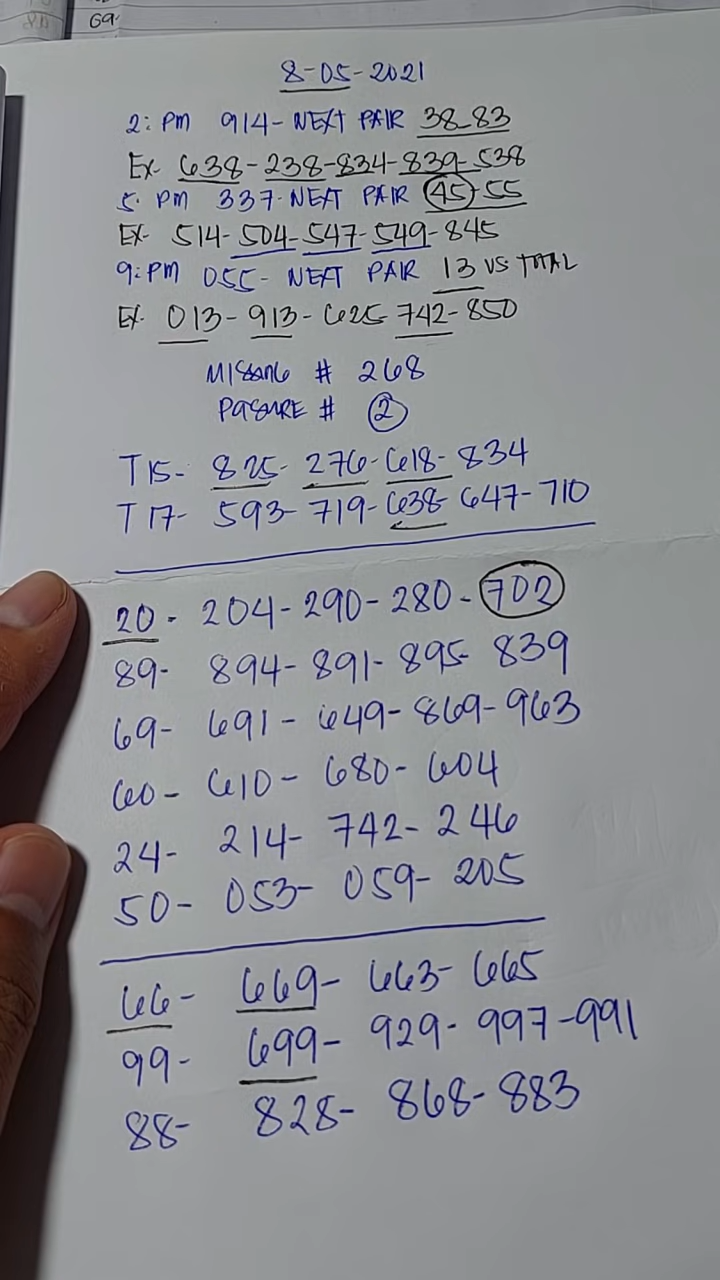 69.
8-05-2021
2: PM 914- NEXT PAIR 38-83
EX- 638-238-834-839-538
5: PM 337-NEXT PAIR 45-55
EX- 514-504-547-549-845
9:PM 055- NEXT PAIR 13 VS TOTAL
EX- 013-913-625-742-850
MISSANG # 268
PASARE # 2
T15- 825-276-618-834
T17- 593-719-638-647-710
20- 204-290-280-702
89- 894-891-895-839
69- 691-649-869-963
60- 610-680-604
24- 214-742-246
50- 053-059-205
66- 669-663-665
99- 699-929-997-991
88- 828-868-883